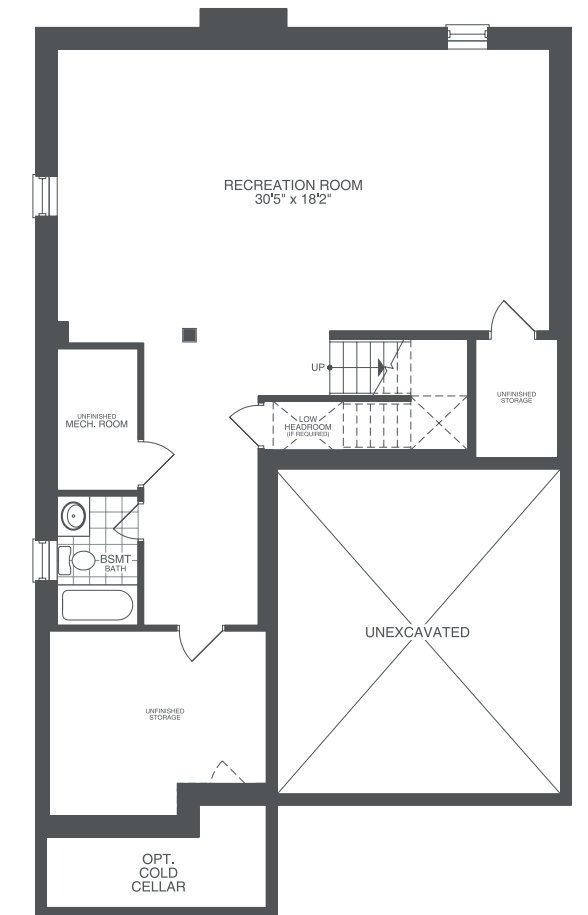 RECREATION ROOM
30'5" x 18'2"
UP
UNFINISHED
STORAGE
UNFINISHED
MECH. ROOM
LOW
HEADROOM
(IF REQUIRED)
BSMT
BATH
UNEXCAVATED
UNFINISHED
STORAGE
OPT.
COLD
CELLAR